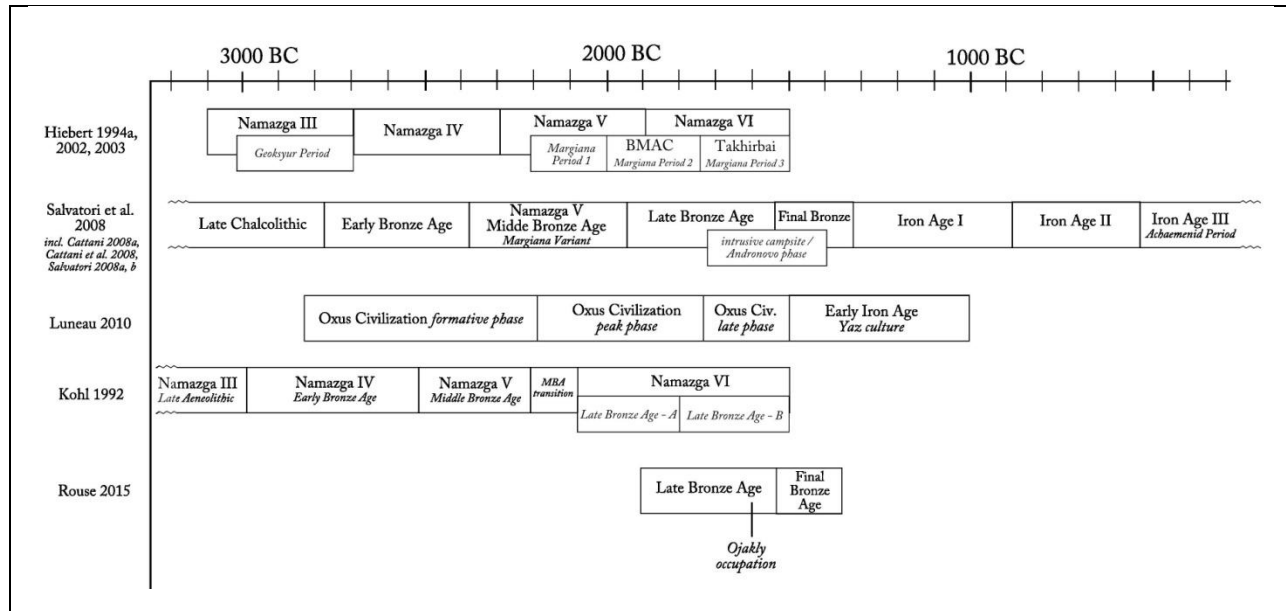 3000 BC 2000 BC 1000 BC
Hiebert 1994a,
2002, 2003
Namazga III
Geoksyur Period
Namazga IV
Namazga V
Margiana
Period 1
Namazga VI
BMAC
Margiana Period 2
Takhirbai
Margiana Period 3
Salvatori et al.
2008
incl. Cattani 2008a,
Cattani et al. 2008,
Salvatori 2008a, b
Late Chalcolithic
Early Bronze Age
Namazga V
Midde Bronze Age
Margiana Variant
Late Bronze Age
Final Bronze
intrusive campsite /
Andronovo phase
Iron Age I
Iron Age II
Iron Age III
Achaemenid Period
Luneau 2010
Oxus Civilization formative phase
Oxus Civilization
peak phase
Oxus Civ.
late phase
Early Iron Age
Yaz culture
Kohl 1992
Namazga III
Late Aeneolithic
Namazga IV
Early Bronze Age
Namazga V
Middle Bronze Age
MBA
transition
Namazga VI
Late Bronze Age - A
Late Bronze Age - B
Rouse 2015
Late Bronze Age
Final
Bronze
Age
Ojakly
occupation